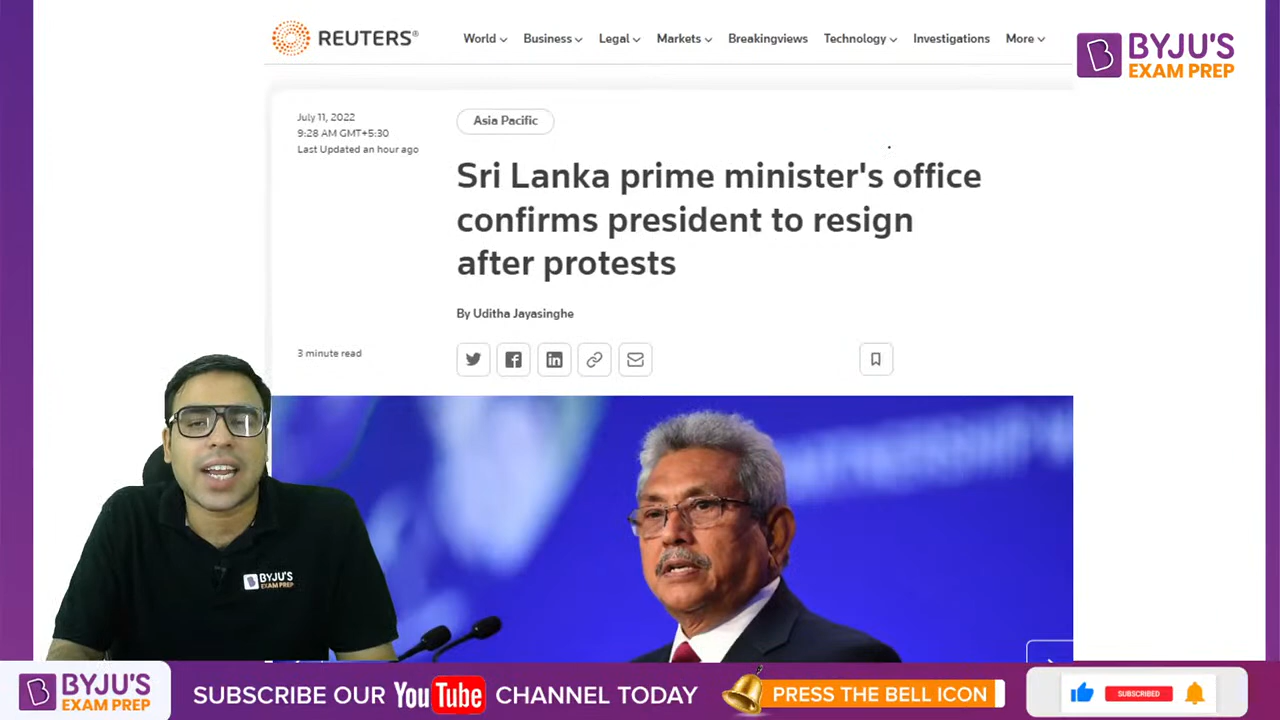 REUTERS®
World Business Legal Markets Breakingviews Technology Investigations More
BYJU'S
EXAM PREP
July 11, 2022
9:28 AM GMT+5:30
Last Updated an hour ago
Asia Pacific
Sri Lanka prime minister's office
confirms president to resign
after protests
By Uditha Jayasinghe
3 minute read
BYJU'S
EXAM PREP
BYJU'S
EXAM PREP
SUBSCRIBE OUR YouTube CHANNEL TODAY
PRESS THE BELL ICON
SUBSCRIBED